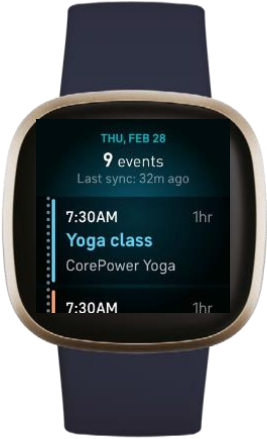 THU, FEB 28
9 events
Last sync: 32m ago
7:30AM 1hr
Yoga class
CorePower Yoga
7:30AM 1hr